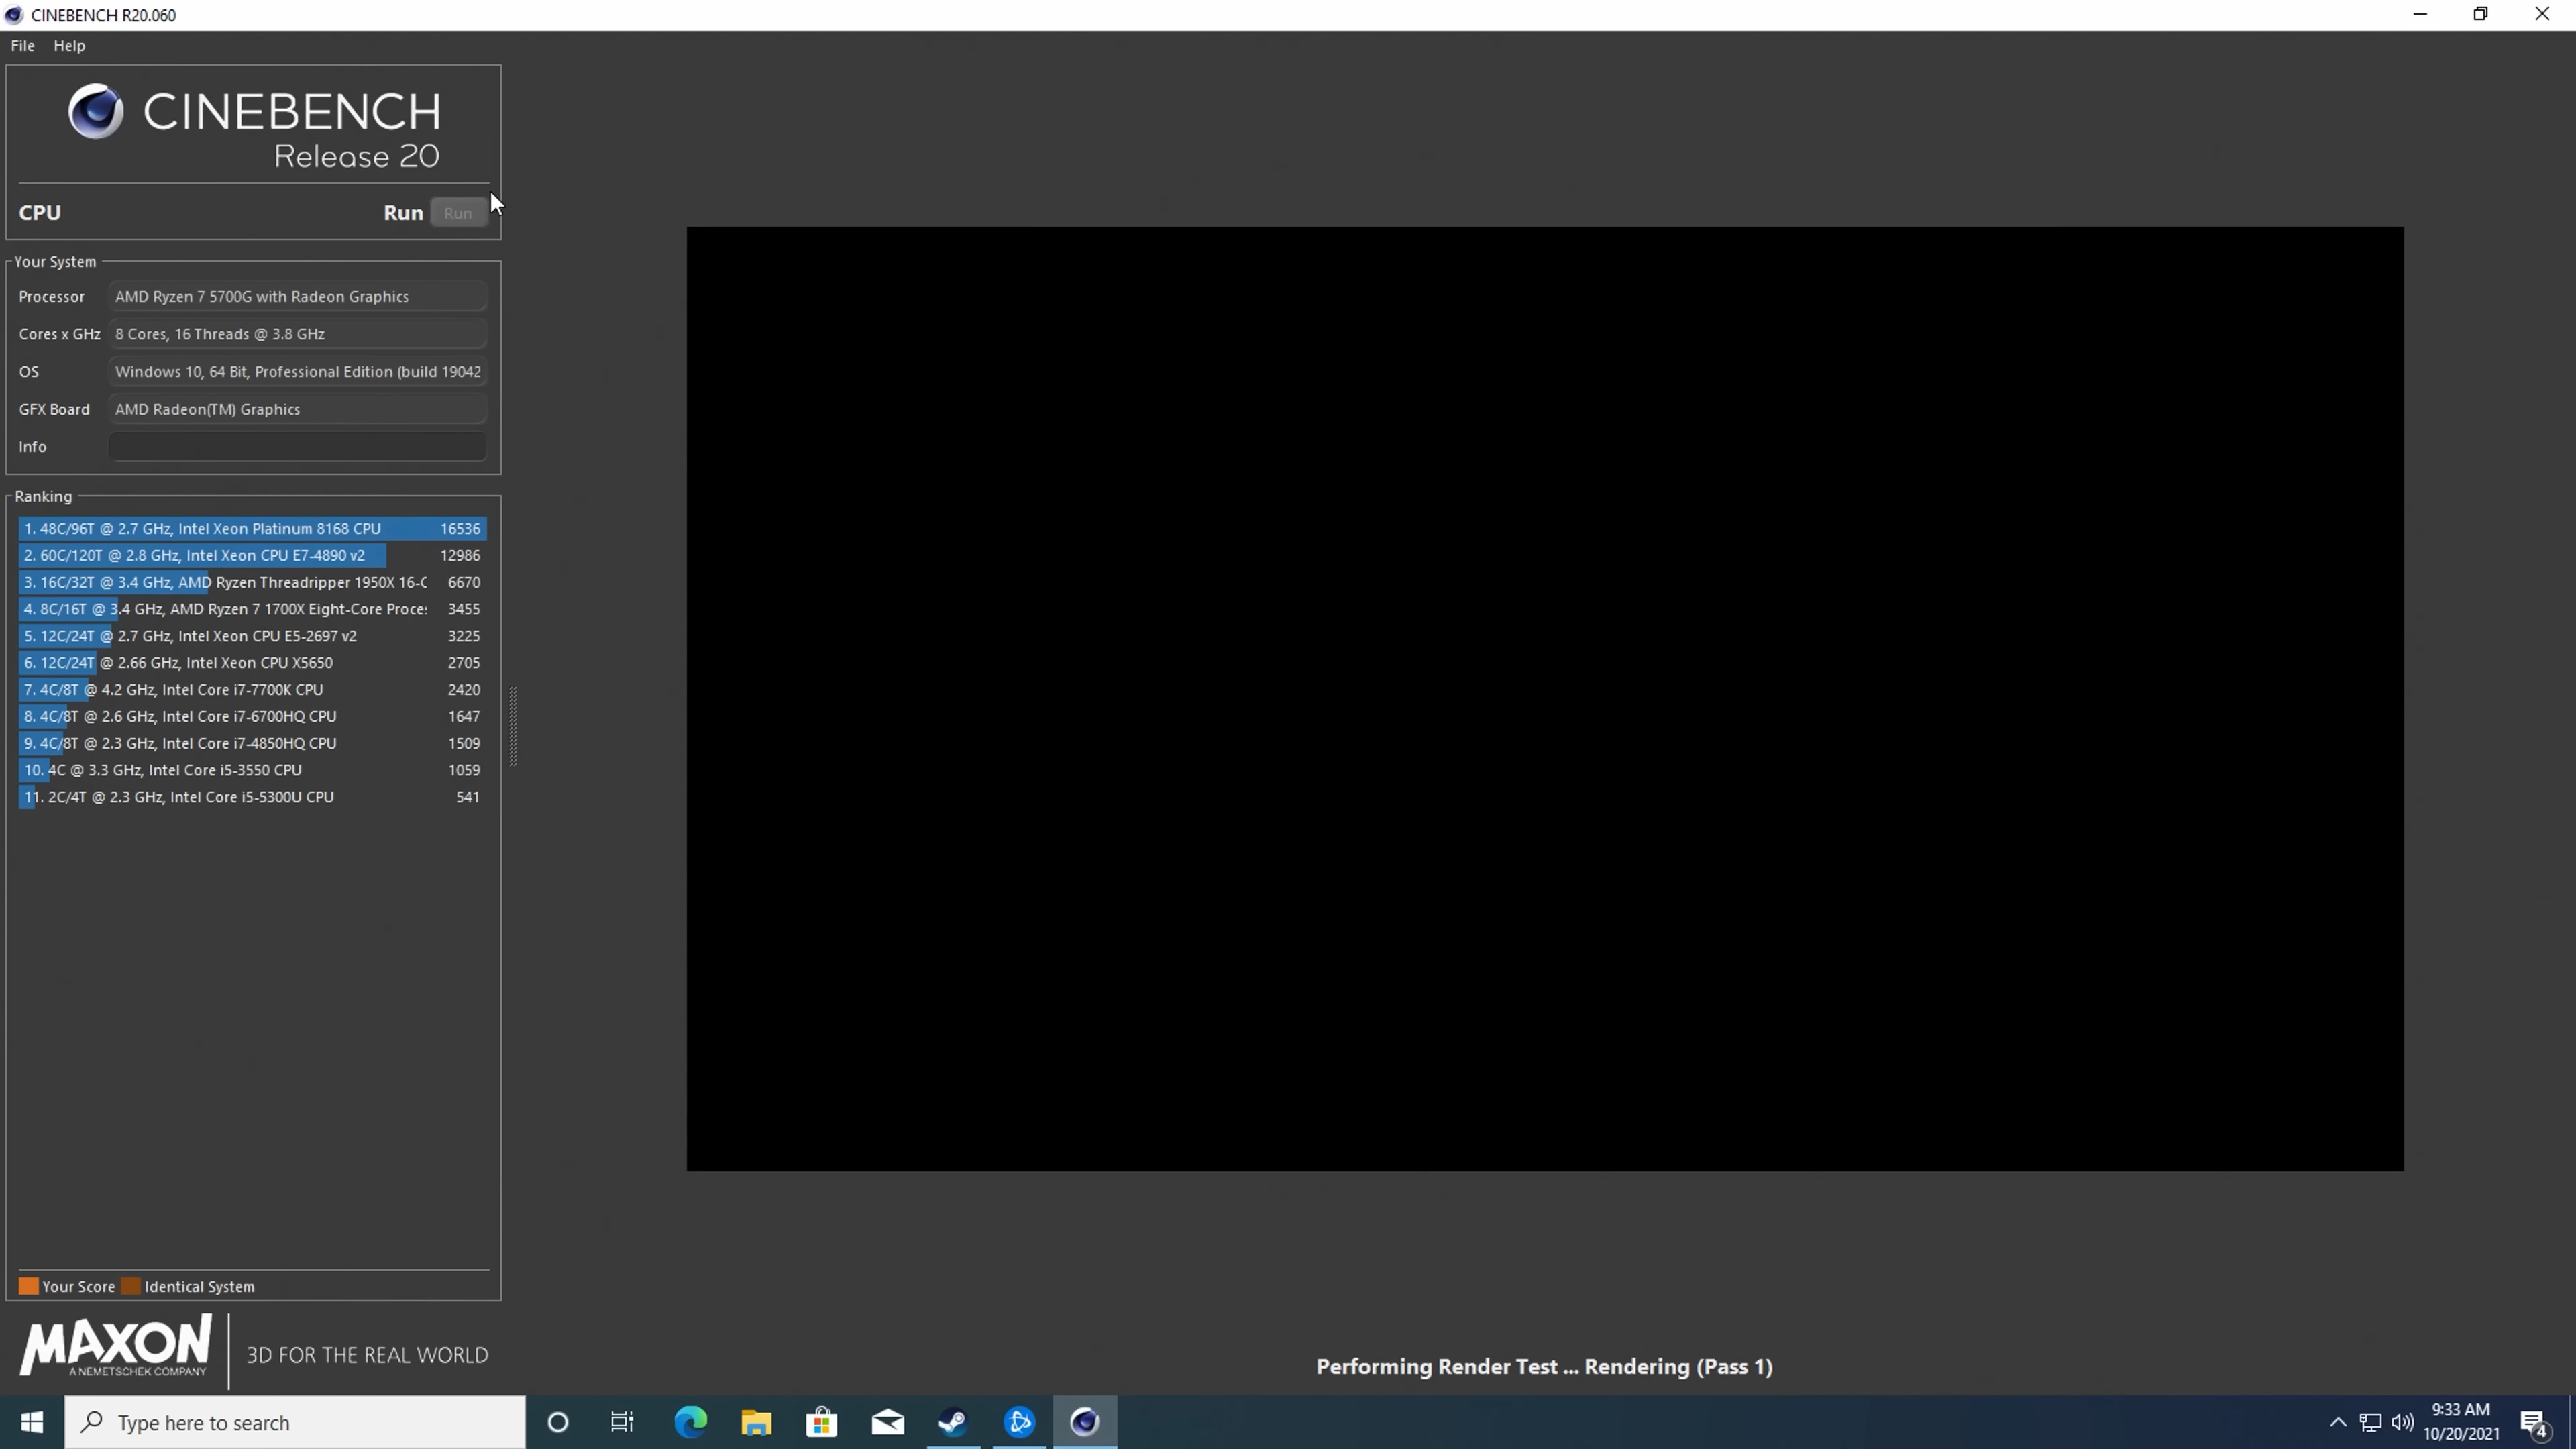 CINEBENCH R20.060
File Help
CINEBENCH
Release 20
CPU Run Run
Your System
Processor AMD Ryzen 7 5700G with Radeon Graphics
Cores x GHz 8 Cores, 16 Threads @ 3.8 GHz
OS Windows 10, 64 Bit, Professional Edition (build 19042
GFX Board AMD Radeon(TM) Graphics
Info
Ranking
1. 48C/96T @ 2.7 GHz, Intel Xeon Platinum 8168 CPU 16536
2. 60C/120T @ 2.8 GHz, Intel Xeon CPU E7-4890 v2 12986
3. 16C/32T @ 3.4 GHz, AMD Ryzen Threadripper 1950X 16-C 6670
4. 8C/16T @ 3.4 GHz, AMD Ryzen 7 1700X Eight-Core Proces 3455
5. 12C/24T @ 2.7 GHz, Intel Xeon CPU E5-2697 v2 3225
6. 12C/24T @ 2.66 GHz, Intel Xeon CPU X5650 2705
7. 4C/8T @ 4.2 GHz, Intel Core i7-7700K CPU 2420
8. 4C/8T @ 2.6 GHz, Intel Core i7-6700HQ CPU 1647
9. 4C/8T @ 2.3 GHz, Intel Core i7-4850HQ CPU 1509
10. 4C @ 3.3 GHz, Intel Core i5-3550 CPU 1059
11. 2C/4T @ 2.3 GHz, Intel Core i5-5300U CPU 541
Your Score Identical System
MAXON
A NEMETSCHEK COMPANY
3D FOR THE REAL WORLD
Performing Render Test ... Rendering (Pass 1)
Type here to search
9:33 AM
10/20/2021
4